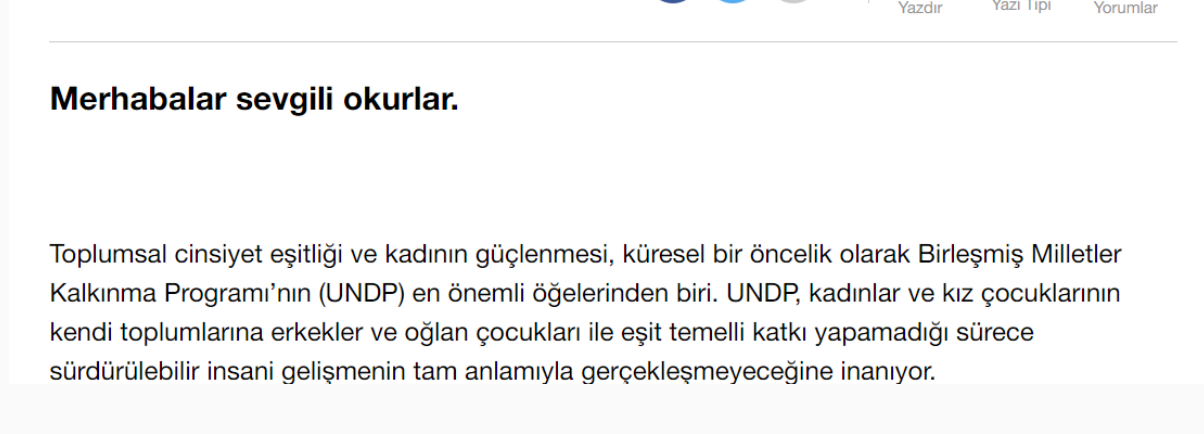 Yazdır
Yazı Tipi
Yorumlar
Merhabalar sevgili okurlar.
Toplumsal cinsiyet eşitliği ve kadının güçlenmesi, küresel bir öncelik olarak Birleşmiş Milletler
Kalkınma Programı’nın (UNDP) en önemli öğelerinden biri. UNDP, kadınlar ve kız çocuklarının
kendi toplumlarına erkekler ve oğlan çocukları ile eşit temelli katkı yapamadığı sürece
sürdürülebilir insani gelişmenin tam anlamıyla gerçekleşmeyeceğine inanıyor.